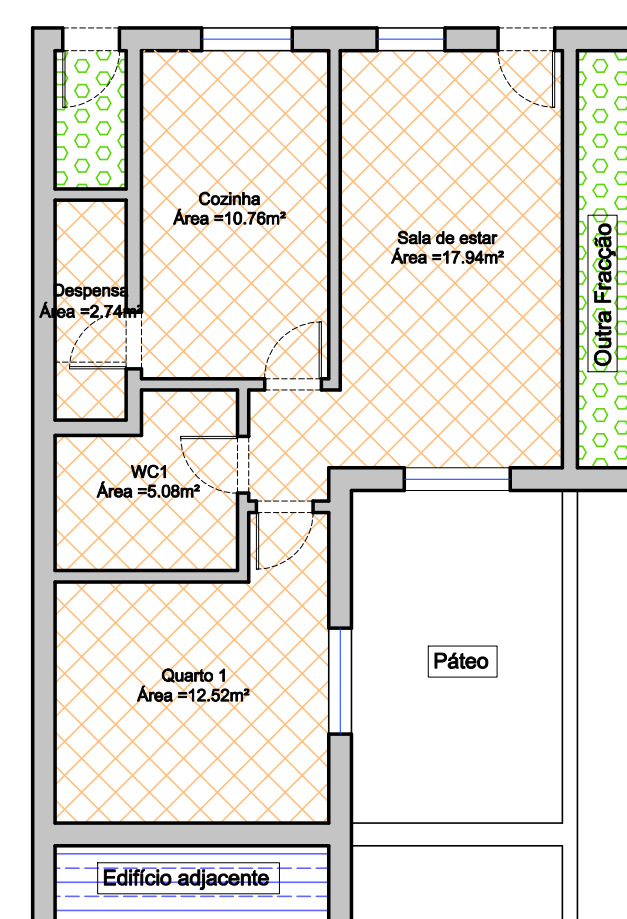 Cozinha
Área =10.76m²
Sala de estar
Área =17.94m²
Outra Fracção
Despensa
Área =2.74m²
WC1
Área =5.08m²
Quarto 1
Área =12.52m²
Páteo
Edifício adjacente